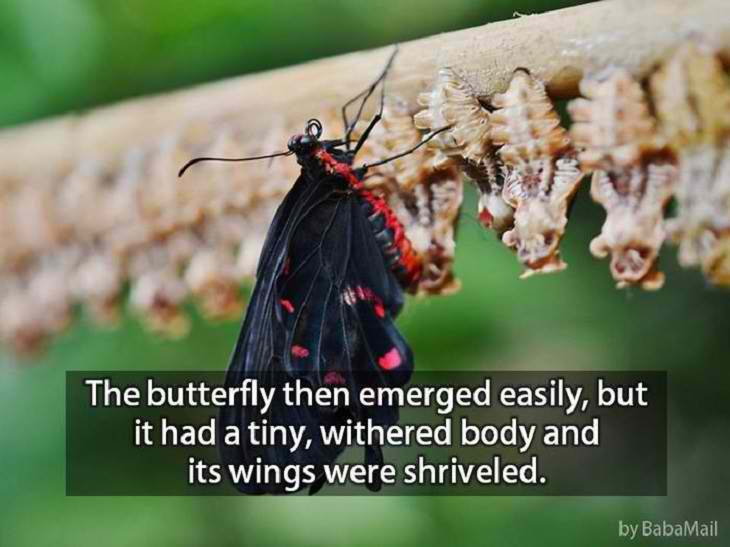 The butterfly then emerged easily, but
it had a tiny, withered body and
its wings were shriveled.
by BabaMail